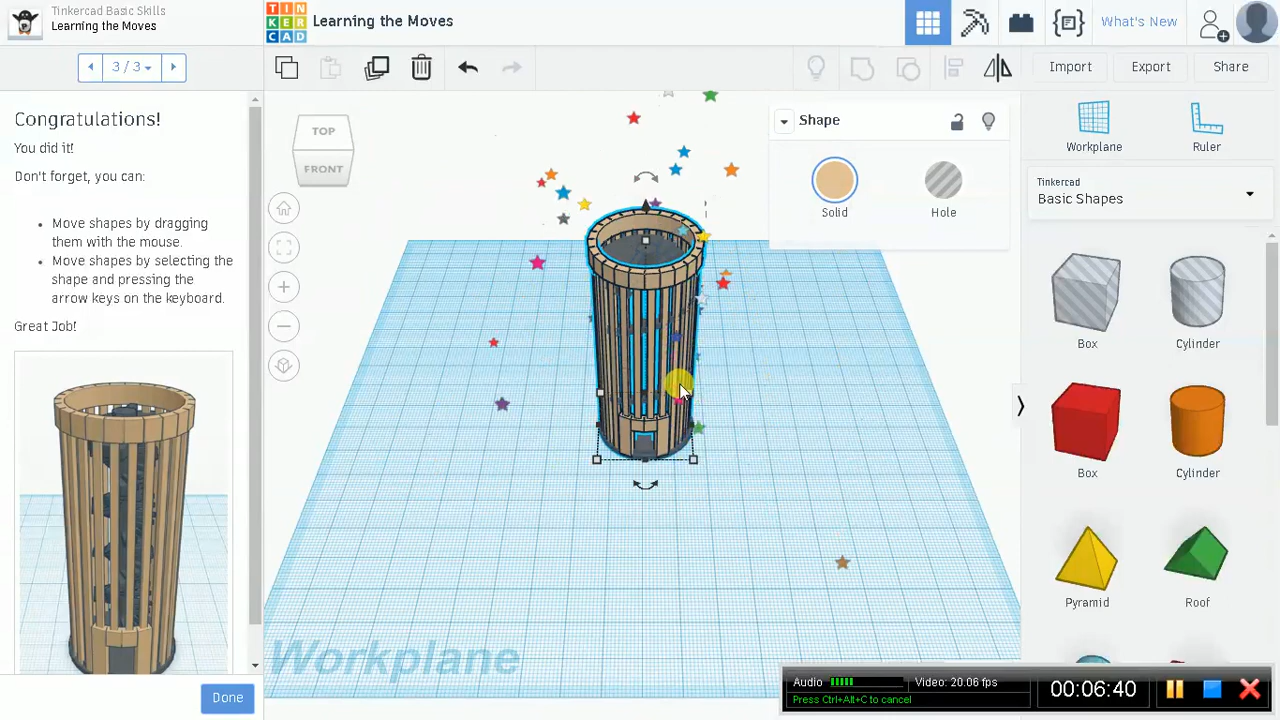 Tinkercad Basic Skills
Learning the Moves
TIN
KER
CAD
Learning the Moves
What's New
3 / 3
Import
Export
Share
Congratulations!
You did it!
Don't forget, you can:
Move shapes by dragging
them with the mouse.
Move shapes by selecting the
shape and pressing the
arrow keys on the keyboard.
Great Job!
Done
TOP
FRONT
Shape
Solid
Hole
Workplane
Workplane
Ruler
Tinkercad
Basic Shapes
Box
Cylinder
Box
Cylinder
Pyramid
Roof
Audio
Video: 20.06 fps
Press Ctrl+Alt+C to cancel
00:06:40